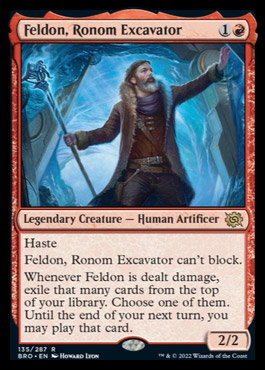 Feldon, Ronom Excavator 1
Legendary Creature — Human Artificer
Haste
Feldon, Ronom Excavator can't block.
Whenever Feldon is dealt damage,
exile that many cards from the top
of your library. Choose one of them.
Until the end of your next turn, you
may play that card.
2/2
135/287 R
BRO • EN Howard Lyon
™ & © 2022 Wizards of the Coast